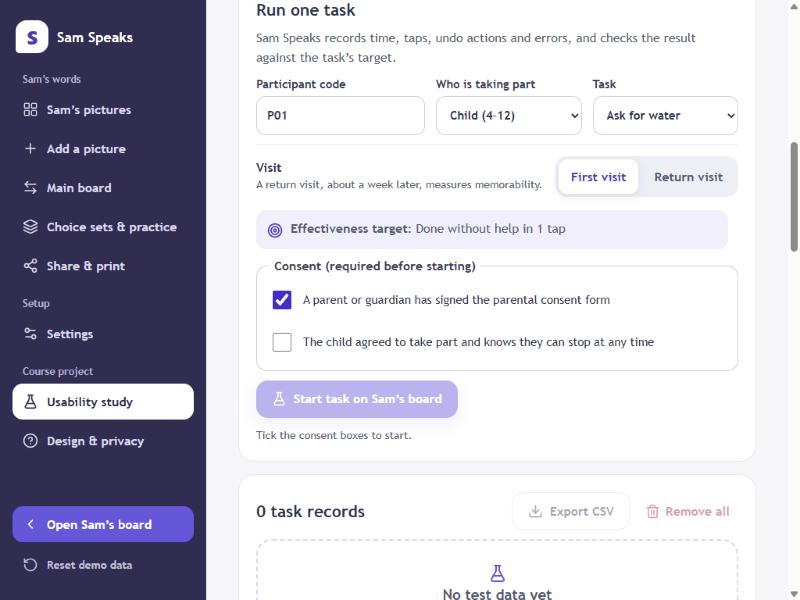 S
Sam Speaks
Sam's words
Sam's pictures
Add a picture
Main board
Choice sets & practice
Share & print
Setup
Settings
Course project
Usability study
Design & privacy
Open Sam's board
Reset demo data
Run one task
Sam Speaks records time, taps, undo actions and errors, and checks the result
against the task's target.
Participant code
Who is taking part
Task
P01
Child (4-12)
Ask for water
Visit
A return visit, about a week later, measures memorability.
First visit
Return visit
Effectiveness target: Done without help in 1 tap
Consent (required before starting)
A parent or guardian has signed the parental consent form
The child agreed to take part and knows they can stop at any time
Start task on Sam's board
Tick the consent boxes to start.
0 task records
Export CSV
Remove all
No test data yet